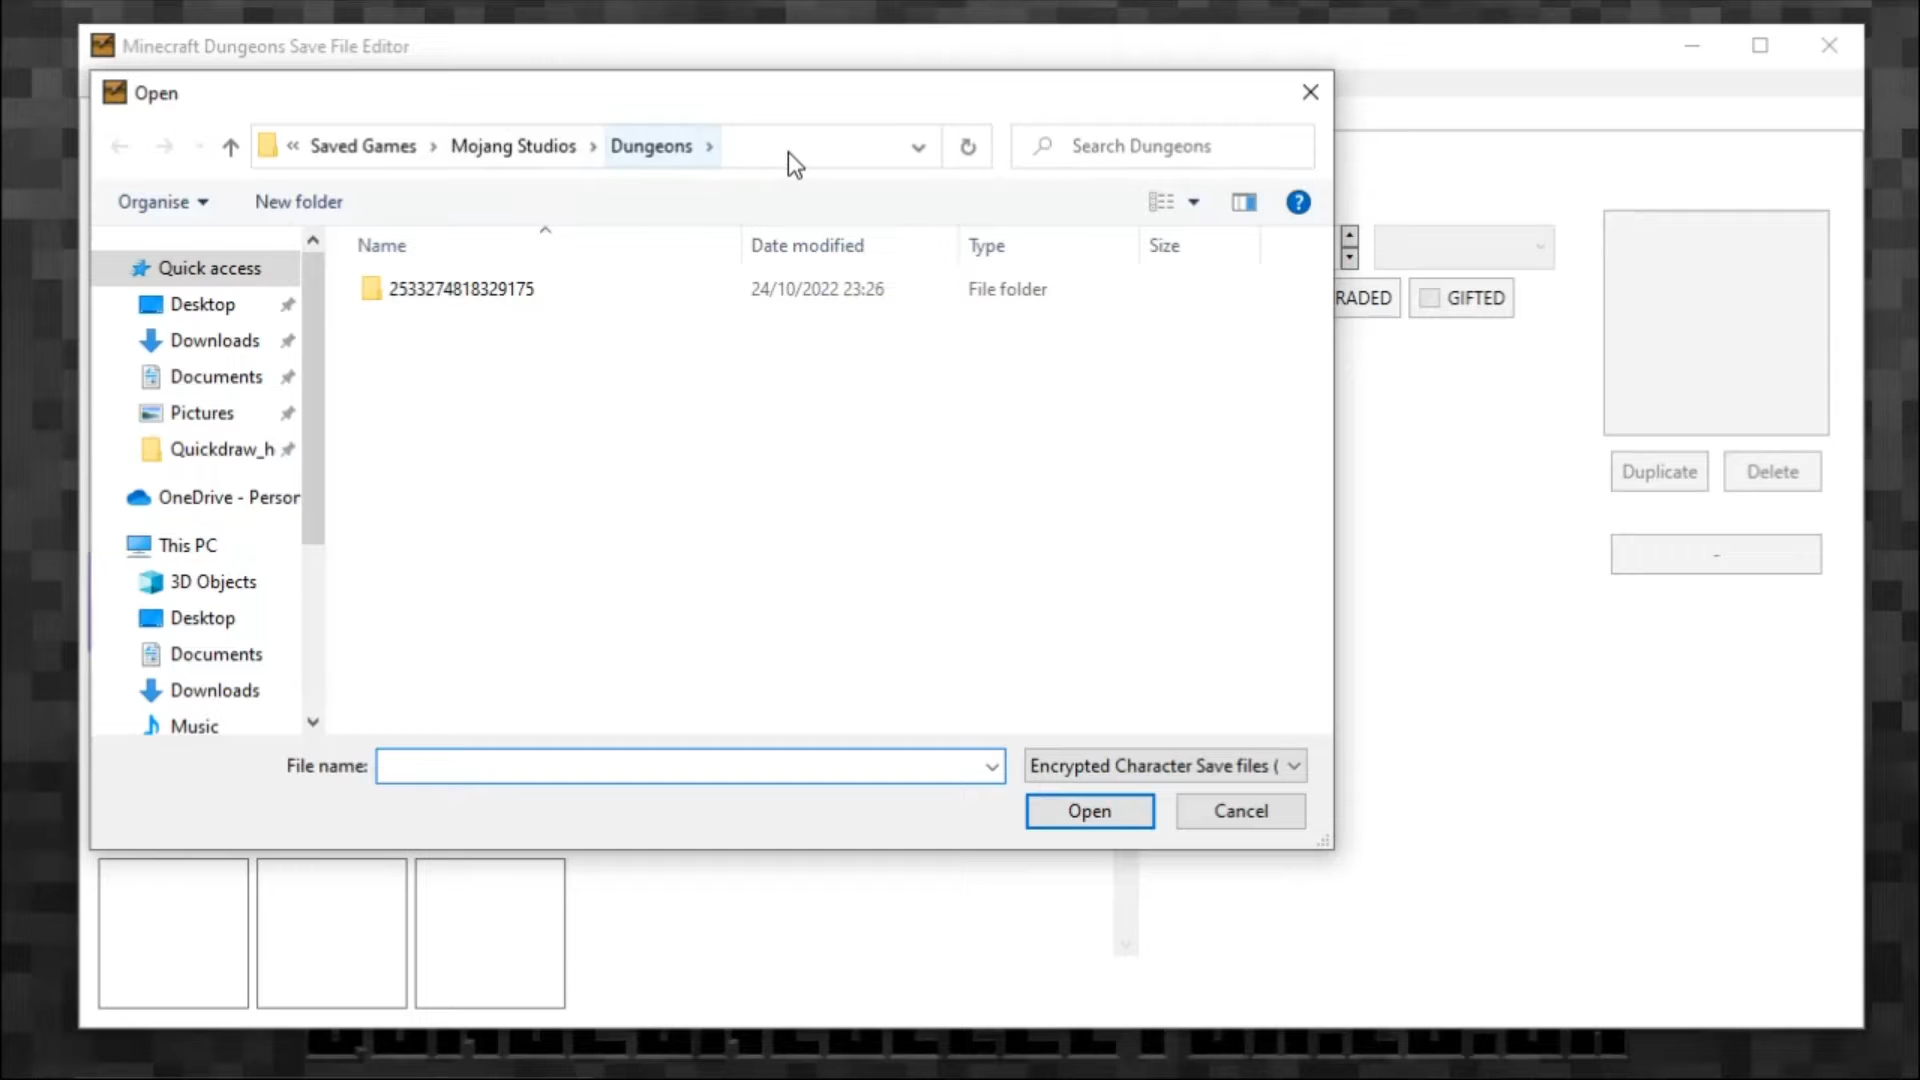 Minecraft Dungeons Save File Editor
Open
« Saved Games › Mojang Studios › Dungeons ›
Search Dungeons
Organise
New folder
Name
Date modified
Type
Size
2533274818329175
24/10/2022 23:26
File folder
Quick access
Desktop
Downloads
Documents
Pictures
Quickdraw_h
OneDrive - Person
This PC
3D Objects
Desktop
Documents
Downloads
Music
RADED
GIFTED
Duplicate
Delete
-
File name:
Encrypted Character Save files (
Open
Cancel